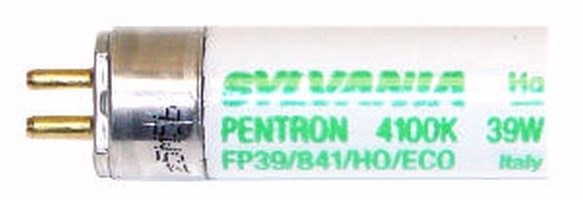 SYLVANIA
PENTRON 4100K 39W
FP39/841/HO/ECO Italy